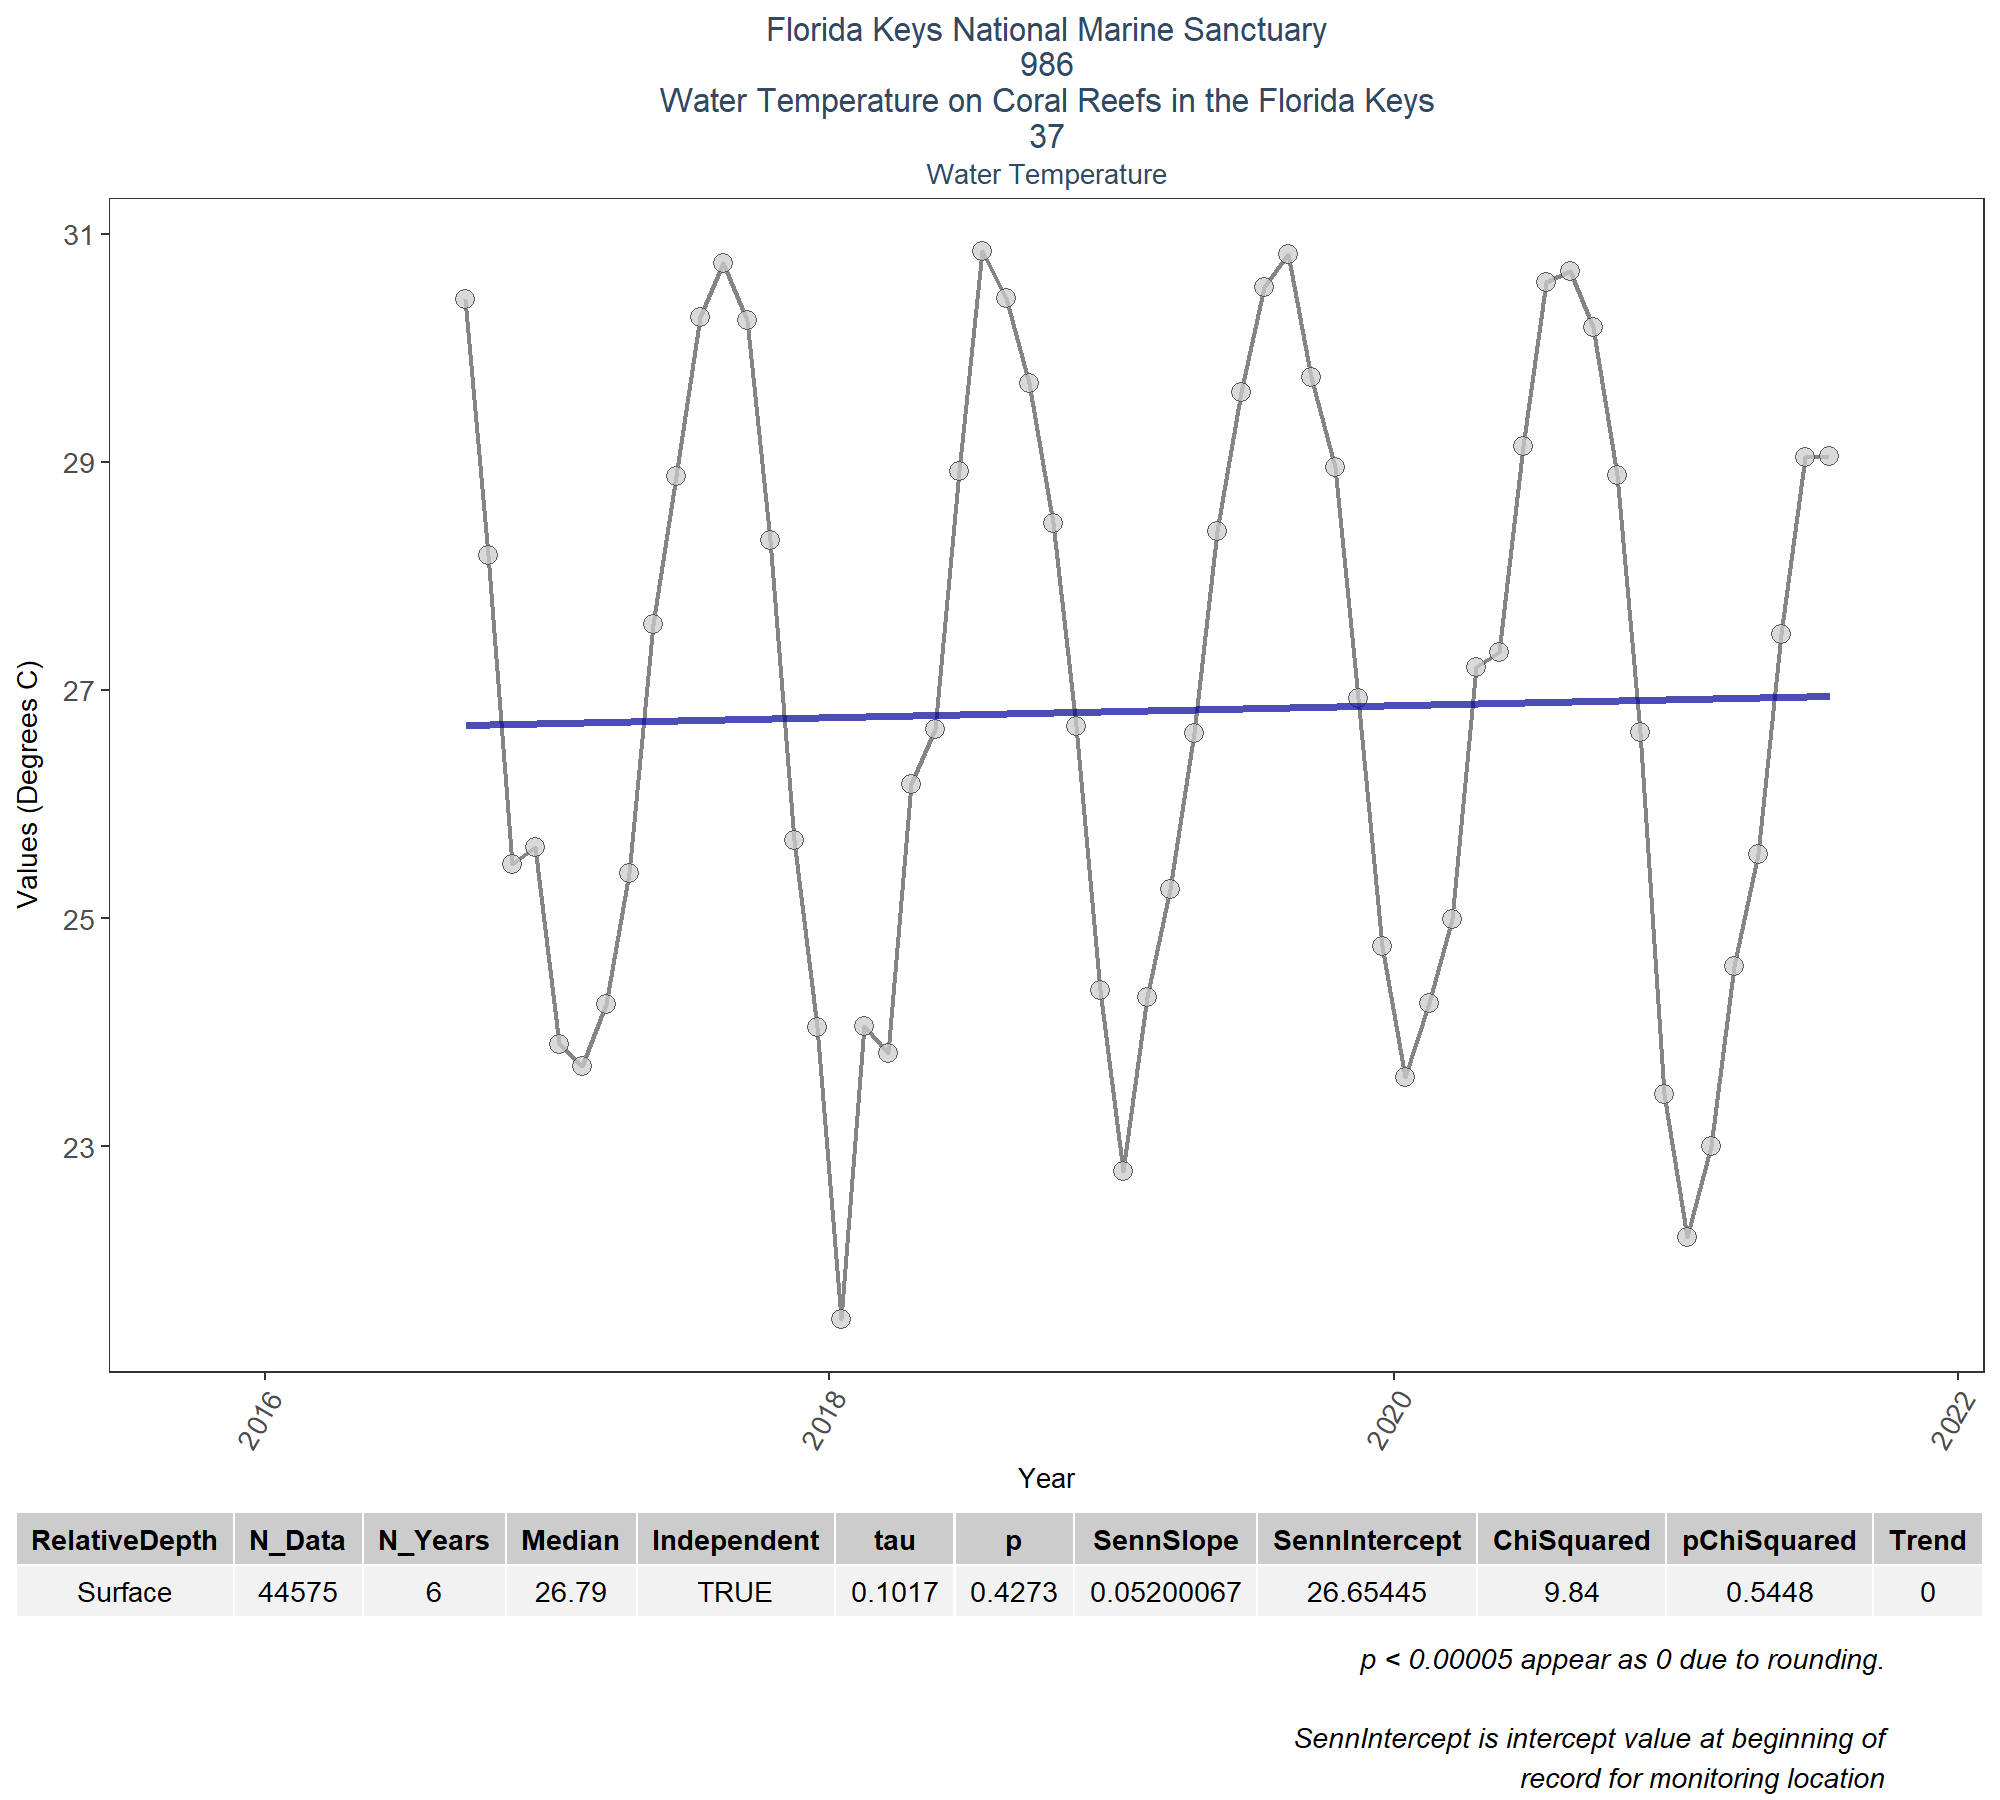 Florida Keys National Marine Sanctuary
986
Water Temperature on Coral Reefs in the Florida Keys
37
Water Temperature
31
29
27
25
23
Values (Degrees C)
2016 2018 2020 2022
Year
RelativeDepth N_Data N_Years Median Independent tau p SennSlope SennIntercept ChiSquared pChiSquared Trend
Surface 44575 6 26.79 TRUE 0.1017 0.4273 0.05200067 26.65445 9.84 0.5448 0
p < 0.00005 appear as 0 due to rounding.
SennIntercept is intercept value at beginning of
record for monitoring location